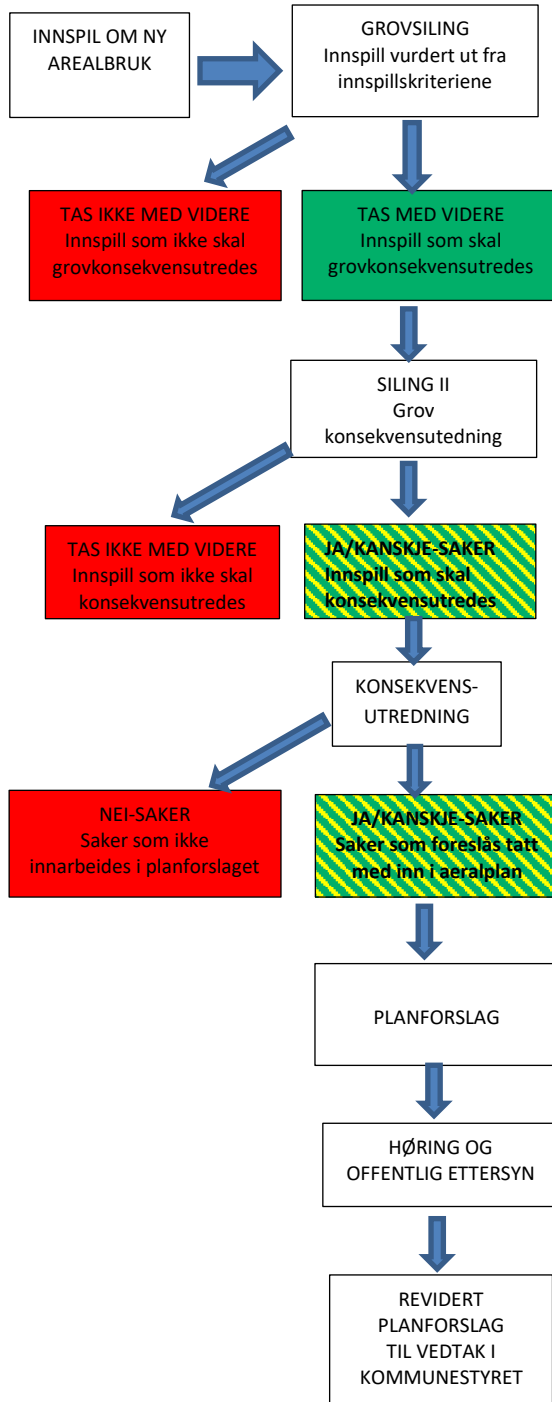 INNSPIL OM NY
AREALBRUK
GROVSILING
Innspill vurdert ut fra
innspillskriteriene
TAS IKKE MED VIDERE
Innspill som ikke skal
grovkonsekvensutredes
TAS MED VIDERE
Innspill som skal
grovkonsekvensutredes
SILING II
Grov
konsekvensutedning
TAS IKKE MED VIDERE
Innspill som ikke skal
konsekvensutredes
JA/KANSKJE-SAKER
Innspill som skal
konsekvensutredes
KONSEKVENS-
UTREDNING
NEI-SAKER
Saker som ikke
innarbeides i planforslaget
JA/KANSKJE-SAKER
Saker som foreslås tatt
med inn i aeralplan
PLANFORSLAG
HØRING OG
OFFENTLIG ETTERSYN
REVIDERT
PLANFORSLAG
TIL VEDTAK I
KOMMUNESTYRET